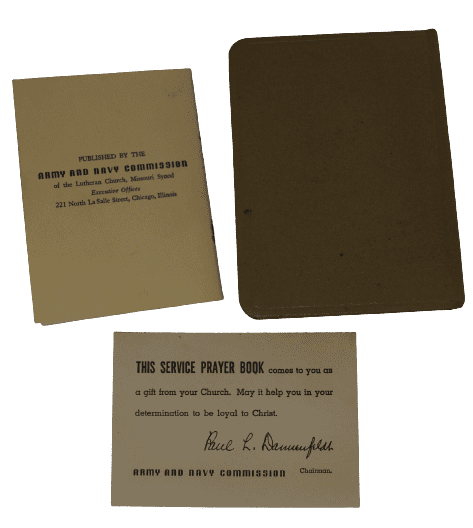 PUBLISHED BY THE
ARMY AND NAVY COMMISSION
of the Lutheran Church, Missouri Synod
Executive Offices
221 North La Salle Street, Chicago, Illinois
THIS SERVICE PRAYER BOOK comes to you as
a gift from your Church. May it help you in your
determination to be loyal to Christ.
Paul L. Dannenfeldt
ARMY AND NAVY COMMISSION Chairman.